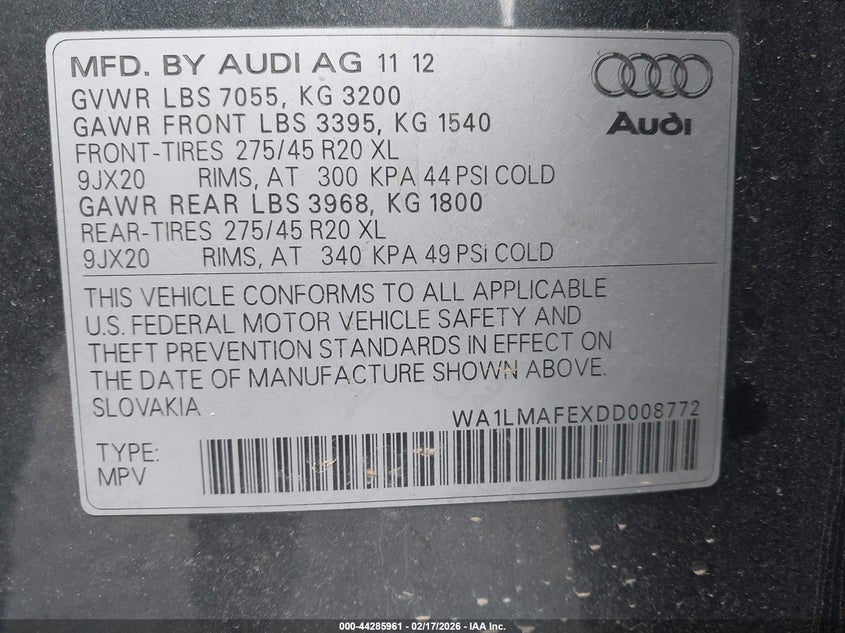 MFD. BY AUDI AG 11 12
GVWR LBS 7055, KG 3200
GAWR FRONT LBS 3395, KG 1540
FRONT-TIRES 275/45 R20 XL
9JX20 RIMS, AT 300 KPA 44 PSI COLD
GAWR REAR LBS 3968, KG 1800
REAR-TIRES 275/45 R20 XL
9JX20 RIMS, AT 340 KPA 49 PSI COLD
Audi
THIS VEHICLE CONFORMS TO ALL APPLICABLE
U.S. FEDERAL MOTOR VEHICLE SAFETY AND
THEFT PREVENTION STANDARDS IN EFFECT ON
THE DATE OF MANUFACTURE SHOWN ABOVE.
SLOVAKIA
WA1LMAFEXDD008772
TYPE:
MPV
000-44285961 - 02/17/2026 - IAA Inc.